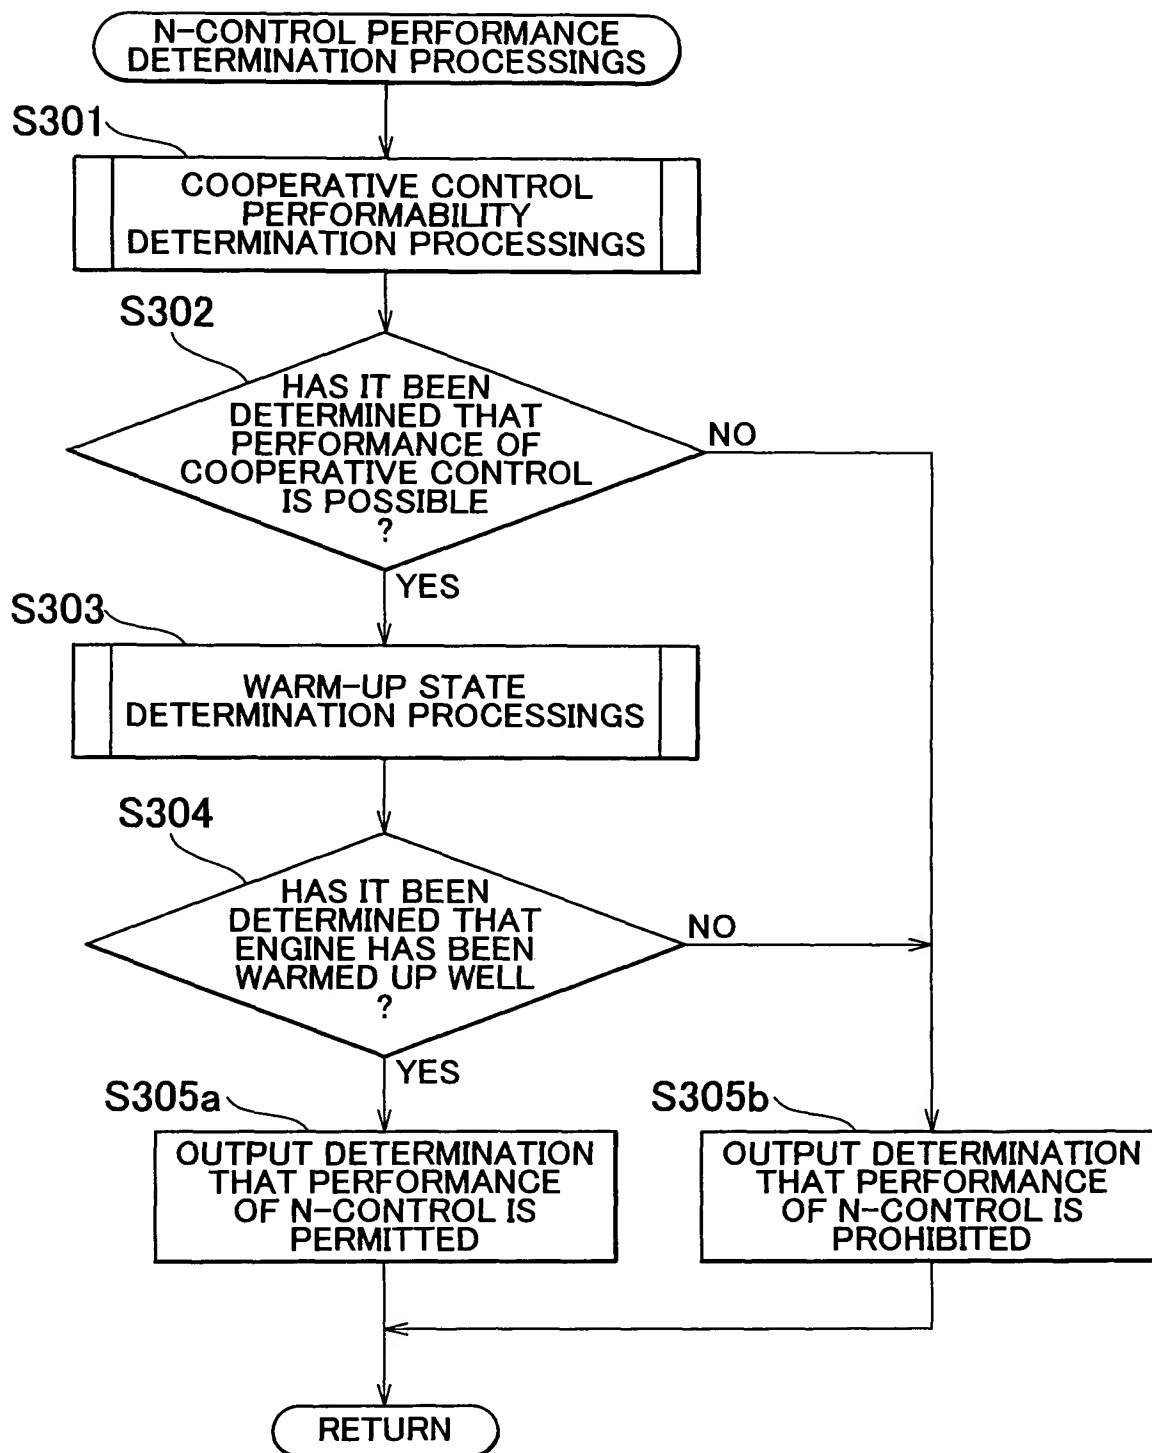 N-CONTROL PERFORMANCE
DETERMINATION PROCESSINGS
S301
COOPERATIVE CONTROL
PERFORMABILITY
DETERMINATION PROCESSINGS
S302
HAS IT BEEN
DETERMINED THAT
PERFORMANCE OF
COOPERATIVE CONTROL
IS POSSIBLE
?
NO
YES
S303
WARM-UP STATE
DETERMINATION PROCESSINGS
S304
HAS IT BEEN
DETERMINED THAT
ENGINE HAS BEEN
WARMED UP WELL
?
NO
YES
S305a
OUTPUT DETERMINATION
THAT PERFORMANCE
OF N-CONTROL IS
PERMITTED
S305b
OUTPUT DETERMINATION
THAT PERFORMANCE
OF N-CONTROL IS
PROHIBITED
RETURN